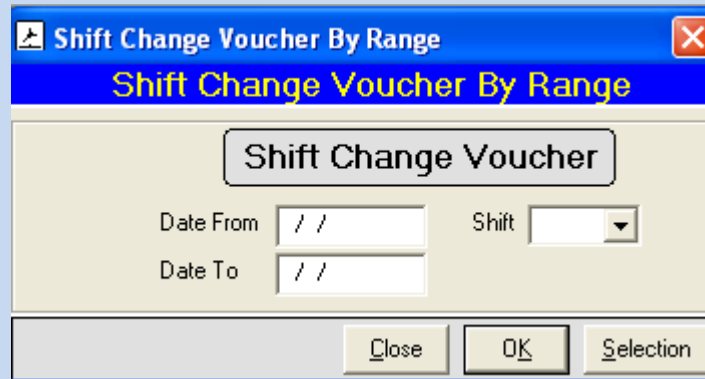 Shift Change Voucher By Range
Shift Change Voucher By Range
Shift Change Voucher
Date From / / Shift
Date To / /
Close OK Selection